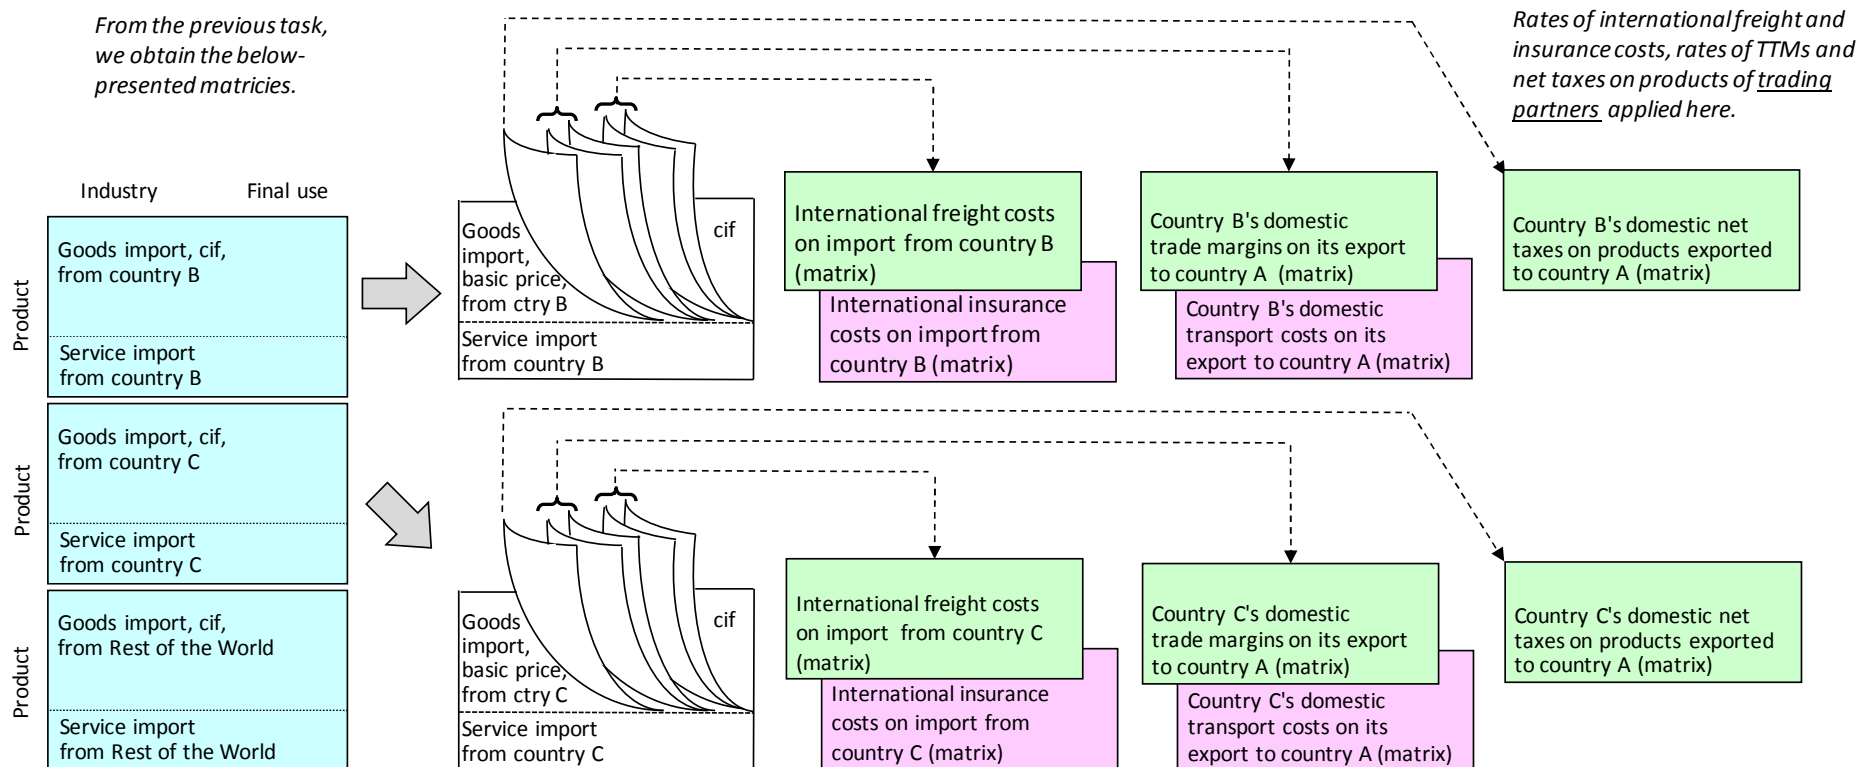 From the previous task,
we obtain the below-
presented matricies.
Rates of international freight and
insurance costs, rates of TTMs and
net taxes on products of trading
partners applied here.
Industry
Final use
Product
Goods import, cif,
from country B
Service import
from country B
Goods
import,
basic price,
from ctry B
cif
Service import
from country B
International freight costs
on import from country B
(matrix)
International insurance
costs on import from
country B (matrix)
Country B's domestic
trade margins on its export
to country A (matrix)
Country B's domestic
transport costs on its
export to country A (matrix)
Country B's domestic net
taxes on products exported
to country A (matrix)
Product
Goods import, cif,
from country C
Service import
from country C
Goods
import,
basic price,
from ctry C
cif
Service import
from country C
International freight costs
on import from country C
(matrix)
International insurance
costs on import from
country C (matrix)
Country C's domestic
trade margins on its export
to country A (matrix)
Country C's domestic
transport costs on its
export to country A (matrix)
Country C's domestic net
taxes on products exported
to country A (matrix)
Product
Goods import, cif,
from Rest of the World
Service import
from Rest of the World